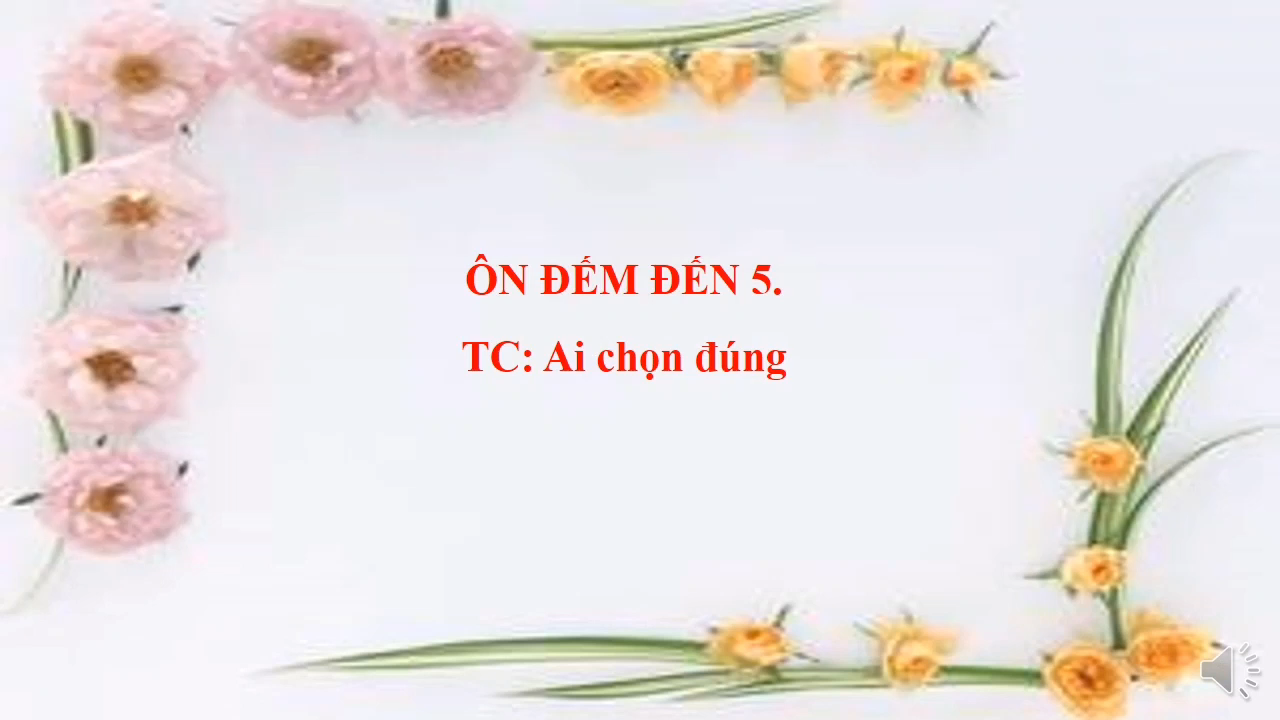 ÔN ĐẾM ĐẾN 5.
TC: Ai chọn đúng